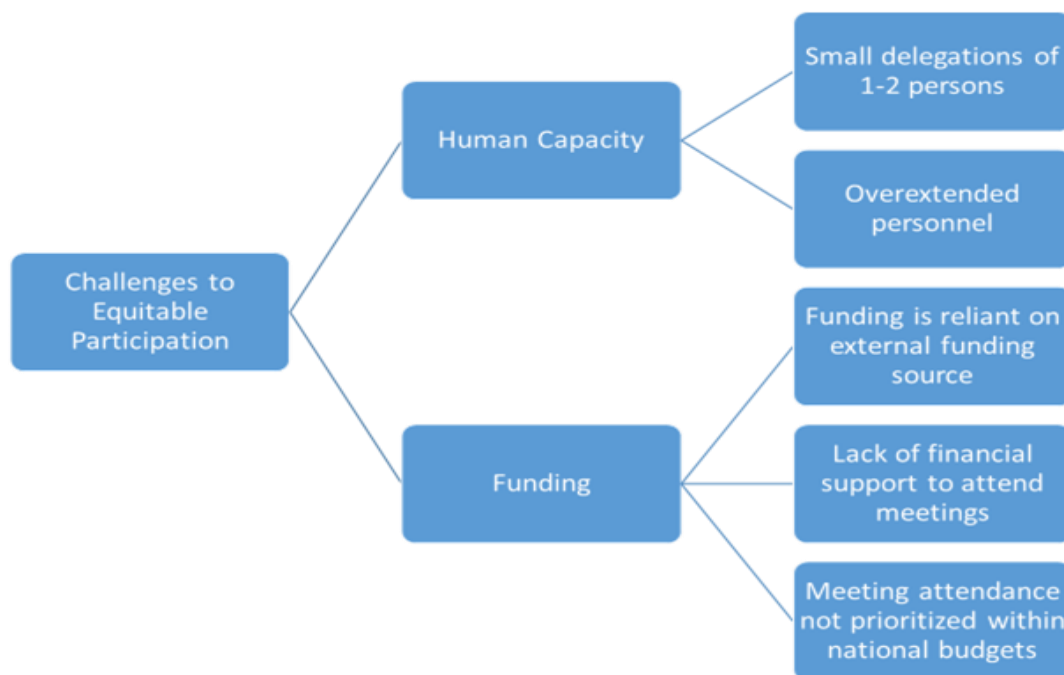 Challenges to
Equitable
Participation
Human Capacity
Small delegations of
1-2 persons
Overextended
personnel
Funding
Funding is reliant on
external funding
source
Lack of financial
support to attend
meetings
Meeting attendance
not prioritized within
national budgets